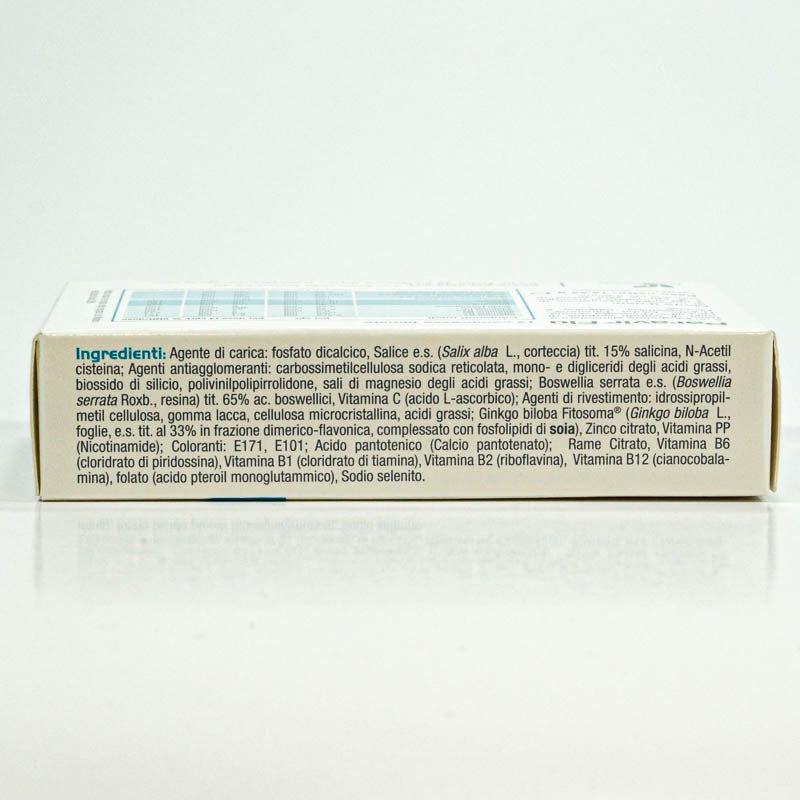 Paravir Flu
Ingredienti: Agente di carica: fosfato dicalcico, Salice e.s. (Salix alba L., corteccia) tit. 15% salicina, N-Acetil
cisteina; Agenti antiagglomeranti: carbossimetilcellulosa sodica reticolata, mono- e digliceridi degli acidi grassi,
biossido di silicio, polivinilpolipirrolidone, sali di magnesio degli acidi grassi; Boswellia serrata e.s. (Boswellia
serrata Roxb., resina) tit. 65% ac. boswellici, Vitamina C (acido L-ascorbico); Agenti di rivestimento: idrossipropil-
metil cellulosa, gomma lacca, cellulosa microcristallina, acidi grassi; Ginkgo biloba Fitosoma® (Ginkgo biloba L.,
foglie, e.s. tit. al 33% in frazione dimerico-flavonica, complessato con fosfolipidi di soia), Zinco citrato, Vitamina PP
(Nicotinamide); Coloranti: E171, E101; Acido pantotenico (Calcio pantotenato); Rame Citrato, Vitamina B6
(cloridrato di piridossina), Vitamina B1 (cloridrato di tiamina), Vitamina B2 (riboflavina), Vitamina B12 (cianocobala-
mina), folato (acido pteroil monoglutammico), Sodio selenito.